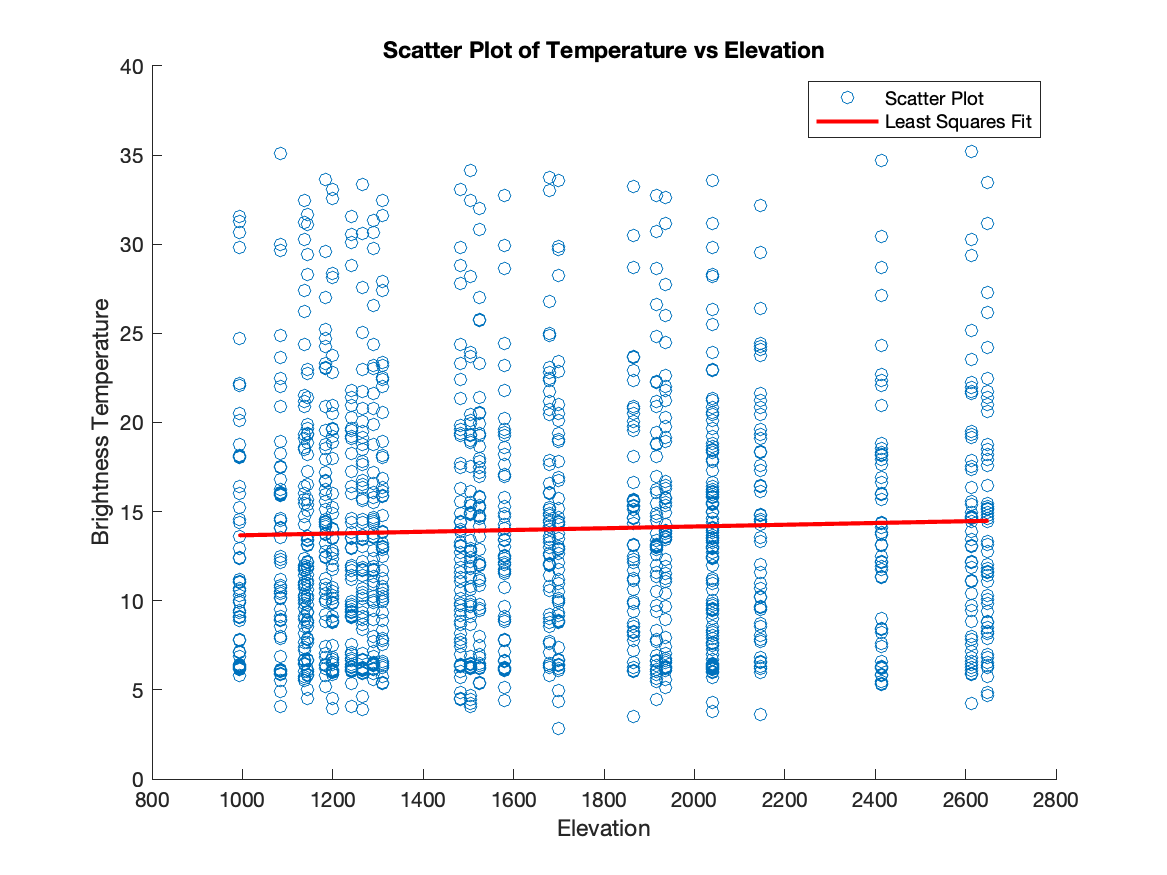 Scatter Plot of Temperature vs Elevation
Scatter Plot
Least Squares Fit
Brightness Temperature
40
35
30
25
20
15
10
5
0
800 1000 1200 1400 1600 1800 2000 2200 2400 2600 2800
Elevation